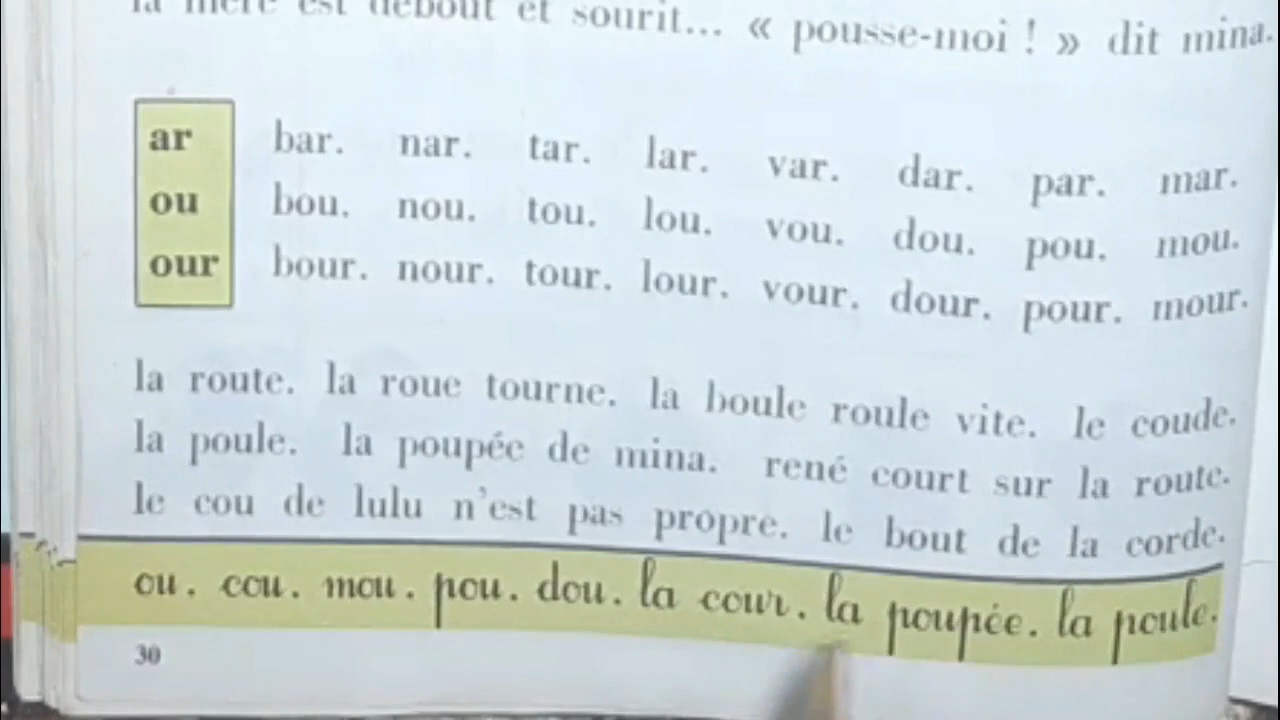 la mère est debout et sourit... « pousse-moi ! » dit mina.
ar bar. nar. tar. lar. var. dar. par. mar.
ou bou. nou. tou. lou. vou. dou. pou. mou.
our bour. nour. tour. lour. vour. dour. pour. mour.
la route. la roue tourne. la boule roule vite. le coude.
la poule. la poupée de mina. rené court sur la route.
le cou de lulu n'est pas propre. le bout de la corde.
ou. cou. mou. pou. dou. la cour. la poupée. la poule.
30